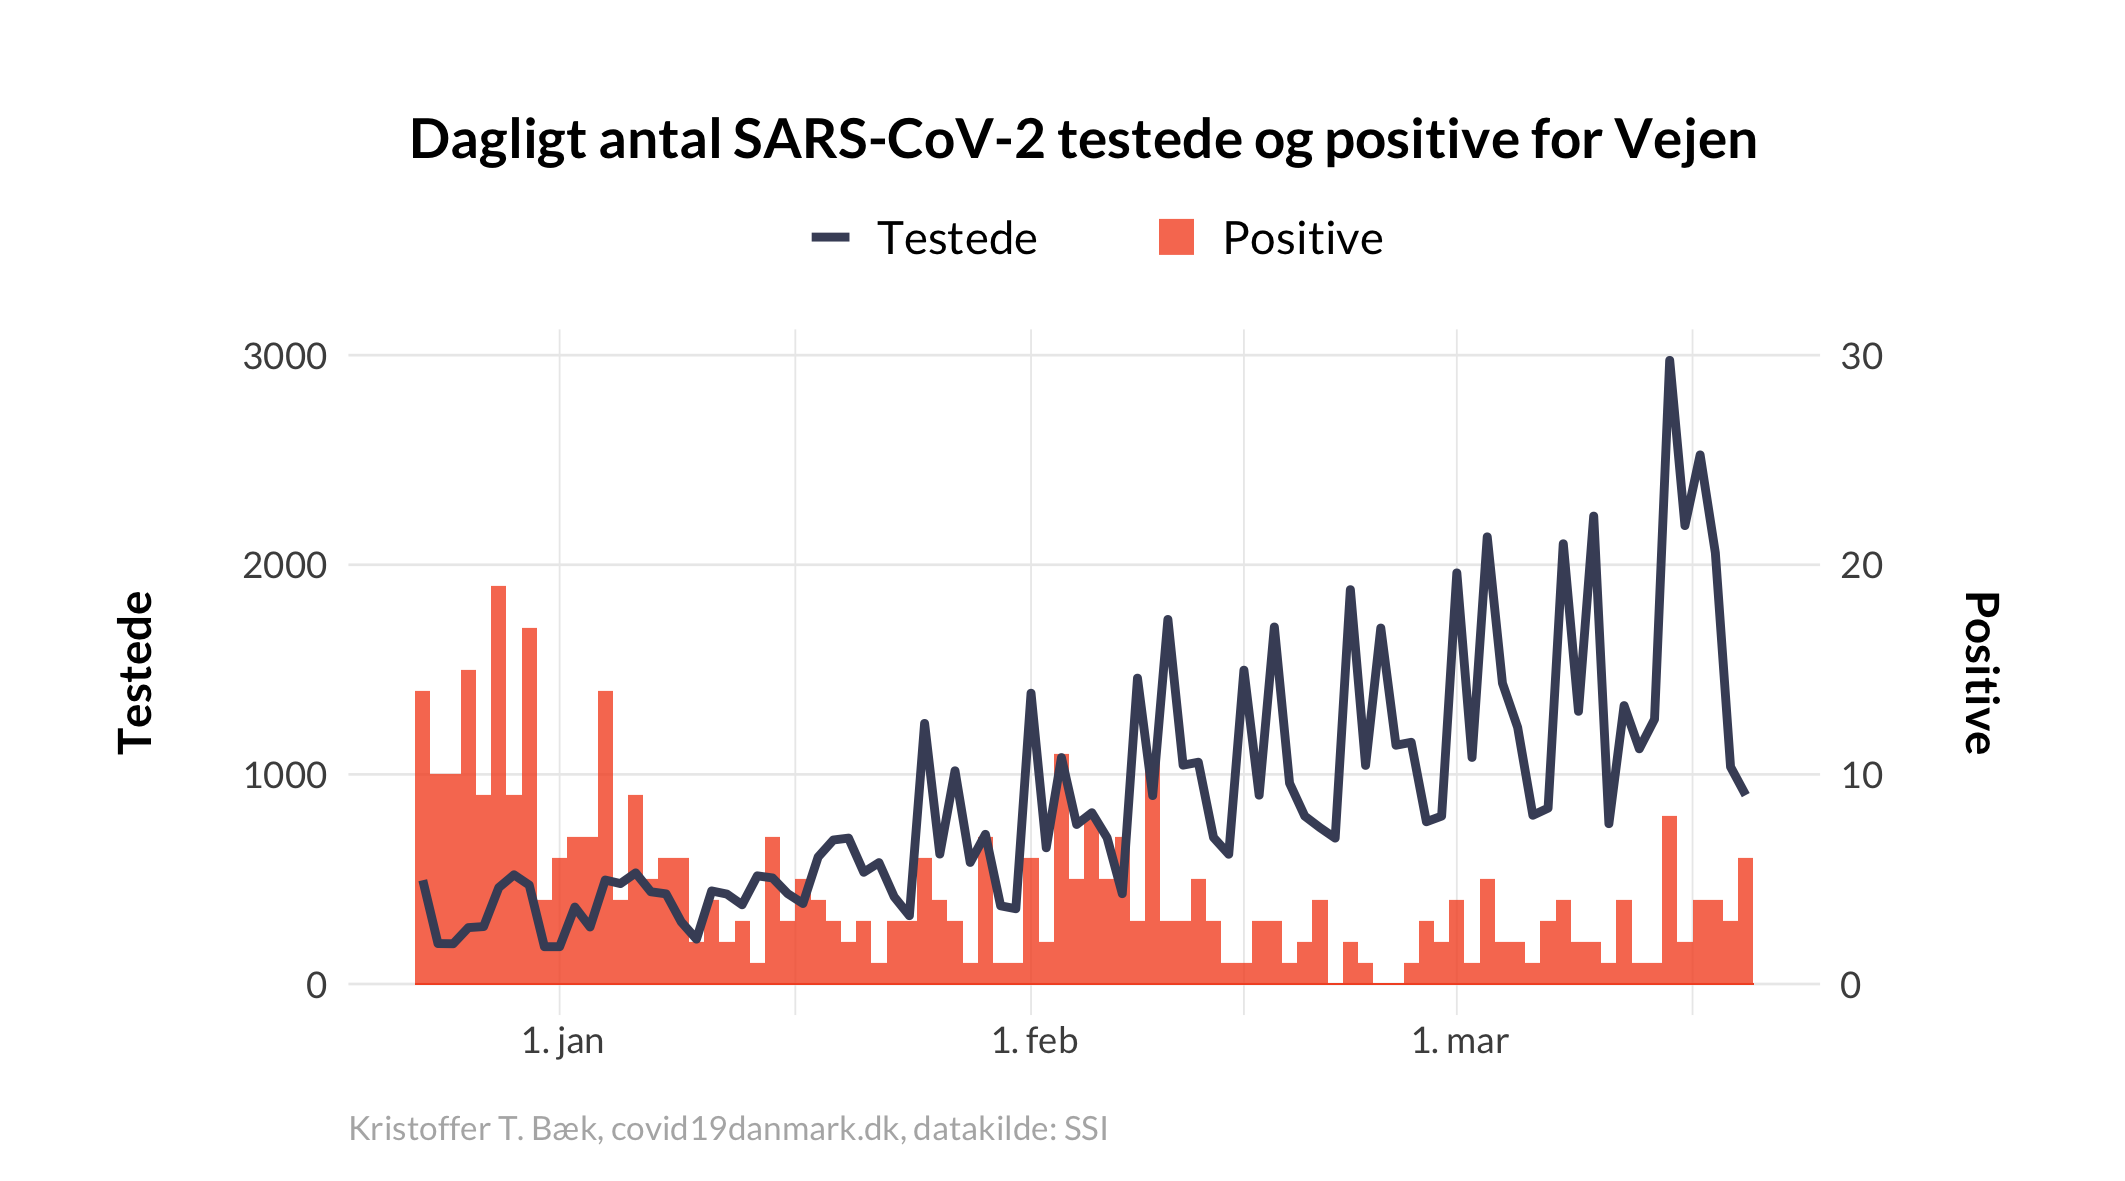 Dagligt antal SARS-CoV-2 testede og positive for Vejen
Testede
Positive
3000
2000
1000
0
30
20
10
0
Testede
Positive
1. jan
1. feb
1. mar
Kristoffer T. Bæk, covid19danmark.dk, datakilde: SSI